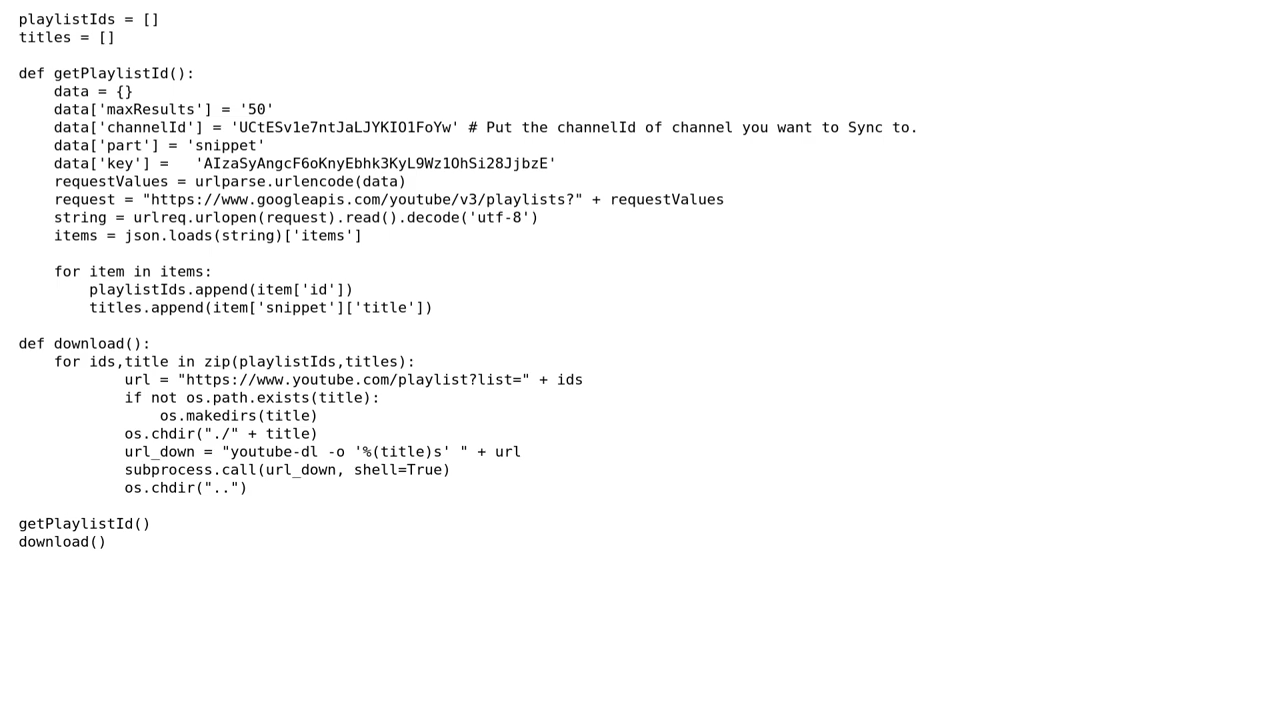 playlistIds = []
titles = []

def getPlaylistId():
    data = {}
    data['maxResults'] = '50'
    data['channelId'] = 'UCtESv1e7ntJaLJYKIO1FoYw' # Put the channelId of channel you want to Sync to.
    data['part'] = 'snippet'
    data['key'] =   'AIzaSyAngcF6oKnyEbhk3KyL9Wz1OhSi28JjbzE'
    requestValues = urlparse.urlencode(data)
    request = "https://www.googleapis.com/youtube/v3/playlists?" + requestValues
    string = urlreq.urlopen(request).read().decode('utf-8')
    items = json.loads(string)['items']

    for item in items:
        playlistIds.append(item['id'])
        titles.append(item['snippet']['title'])

def download():
    for ids,title in zip(playlistIds,titles):
            url = "https://www.youtube.com/playlist?list=" + ids
            if not os.path.exists(title):
                os.makedirs(title)
            os.chdir("./" + title)
            url_down = "youtube-dl -o '%(title)s' " + url
            subprocess.call(url_down, shell=True)
            os.chdir("..")

getPlaylistId()
download()